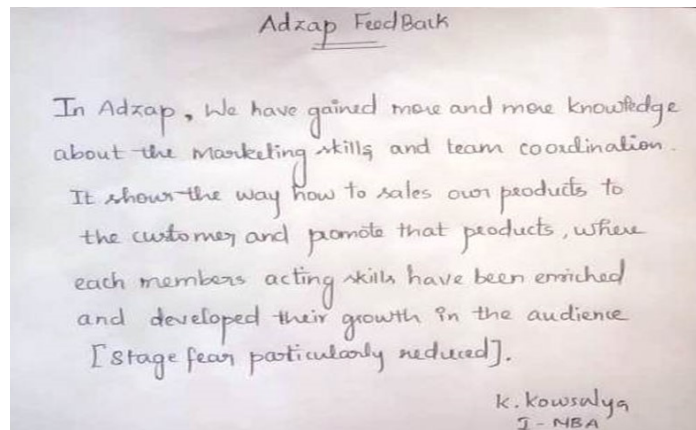 Adzap FeedBack
In Adzap, We have gained more and more knowledge
about the marketing skills and team coordination.
It shows the way how to sales our products to
the customer and promote that products, where
each members acting skills have been enriched
and developed their growth in the audience
[stage fear particularly reduced].
K. Kowsalya
I - MBA